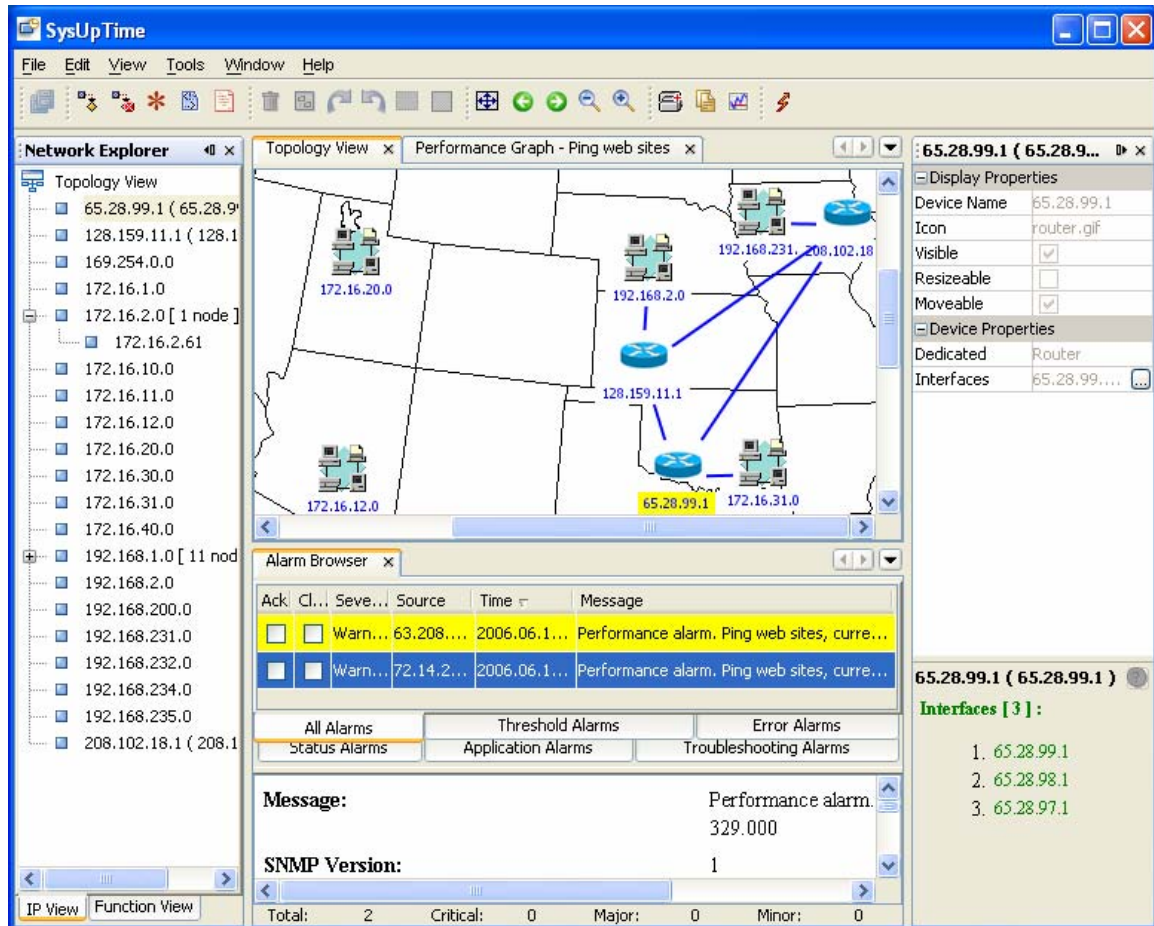 SysUpTime
File Edit View Tools Window Help
Network Explorer
Topology View
65.28.99.1 ( 65.28.9
128.159.11.1 ( 128.1
169.254.0.0
172.16.1.0
172.16.2.0 [ 1 node ]
172.16.2.61
172.16.10.0
172.16.11.0
172.16.12.0
172.16.20.0
172.16.30.0
172.16.31.0
172.16.40.0
192.168.1.0 [ 11 nod
192.168.2.0
192.168.200.0
192.168.231.0
192.168.232.0
192.168.234.0
192.168.235.0
208.102.18.1 ( 208.1
IP View Function View
Topology View Performance Graph - Ping web sites
192.168.231. 208.102.18
172.16.20.0 192.168.2.0
128.159.11.1
172.16.12.0 65.28.99.1 172.16.31.0
Alarm Browser
Ack Cl... Seve... Source Time Message
Warn... 63.208.... 2006.06.1... Performance alarm. Ping web sites, curre...
Warn... 72.14.2... 2006.06.1... Performance alarm. Ping web sites, curre...
All Alarms Threshold Alarms Error Alarms
Status Alarms Application Alarms Troubleshooting Alarms
Message: Performance alarm.
329.000
SNMP Version: 1
Total: 2 Critical: 0 Major: 0 Minor: 0
65.28.99.1 ( 65.28.9...
Display Properties
Device Name 65.28.99.1
Icon router.gif
Visible
Resizeable
Moveable
Device Properties
Dedicated Router
Interfaces 65.28.99.... ...
65.28.99.1 ( 65.28.99.1 )
Interfaces [ 3 ] :
1. 65.28.99.1
2. 65.28.98.1
3. 65.28.97.1